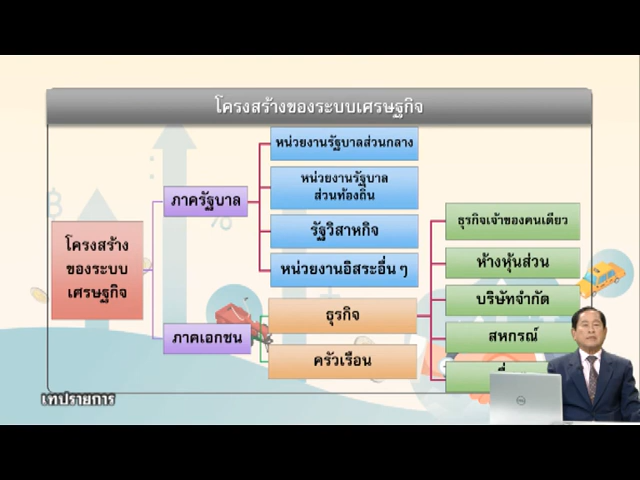 โครงสร้างของระบบเศรษฐกิจ
หน่วยงานรัฐบาลส่วนกลาง
หน่วยงานรัฐบาล
ส่วนท้องถิ่น
ภาครัฐบาล
รัฐวิสาหกิจ
หน่วยงานอิสระอื่น ๆ
โครงสร้าง
ของระบบ
เศรษฐกิจ
ธุรกิจเจ้าของคนเดียว
ห้างหุ้นส่วน
บริษัทจำกัด
ธุรกิจ
สหกรณ์
ภาคเอกชน
ครัวเรือน
เทปรายการ
DELL